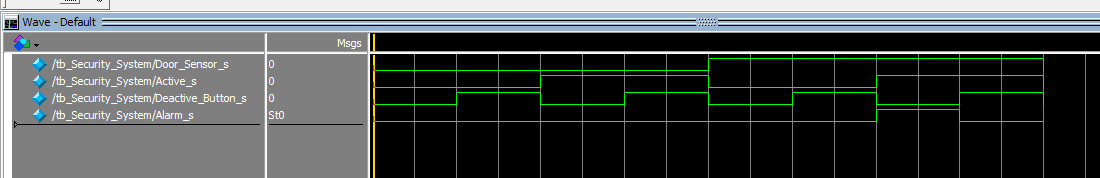 Wave - Default
Msgs
/tb_Security_System/Door_Sensor_s 0
/tb_Security_System/Active_s 0
/tb_Security_System/Deactive_Button_s 0
/tb_Security_System/Alarm_s St0